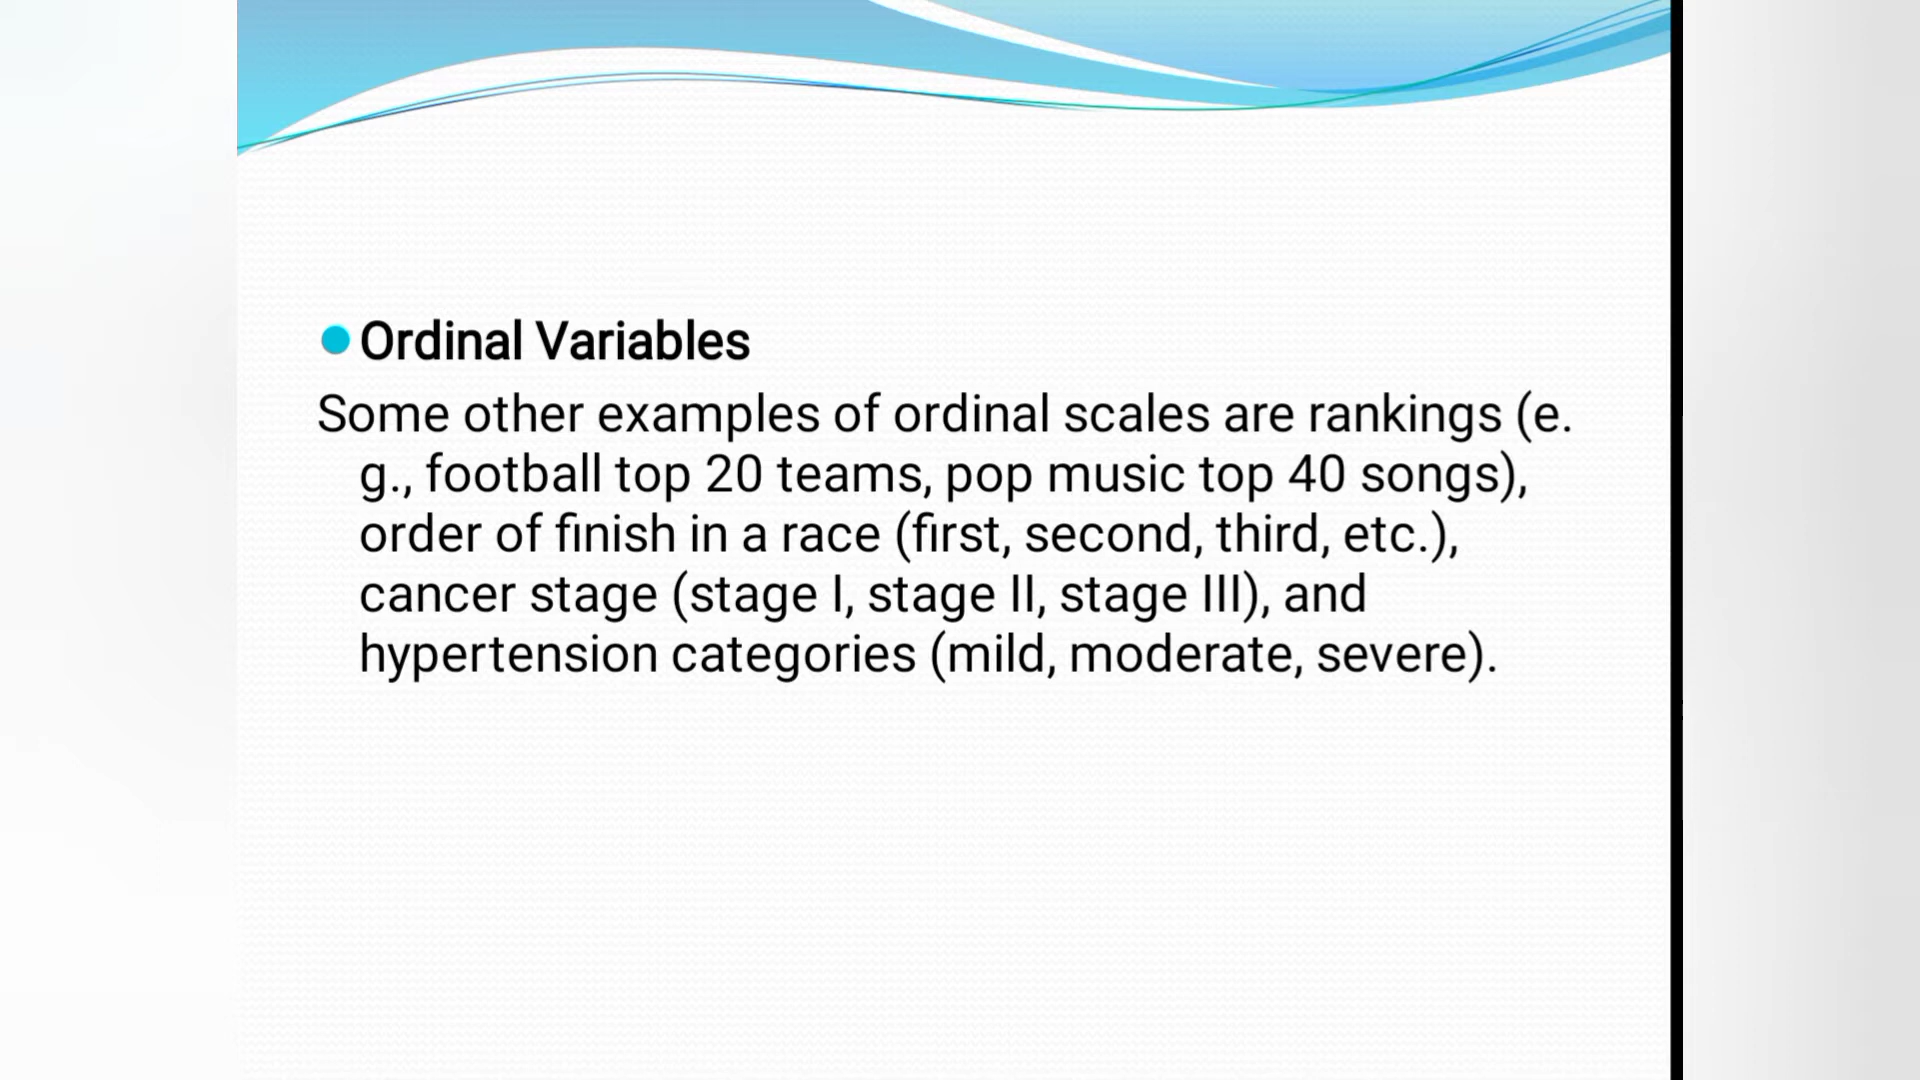 Ordinal Variables
Some other examples of ordinal scales are rankings (e.
g., football top 20 teams, pop music top 40 songs),
order of finish in a race (first, second, third, etc.),
cancer stage (stage I, stage II, stage III), and
hypertension categories (mild, moderate, severe).